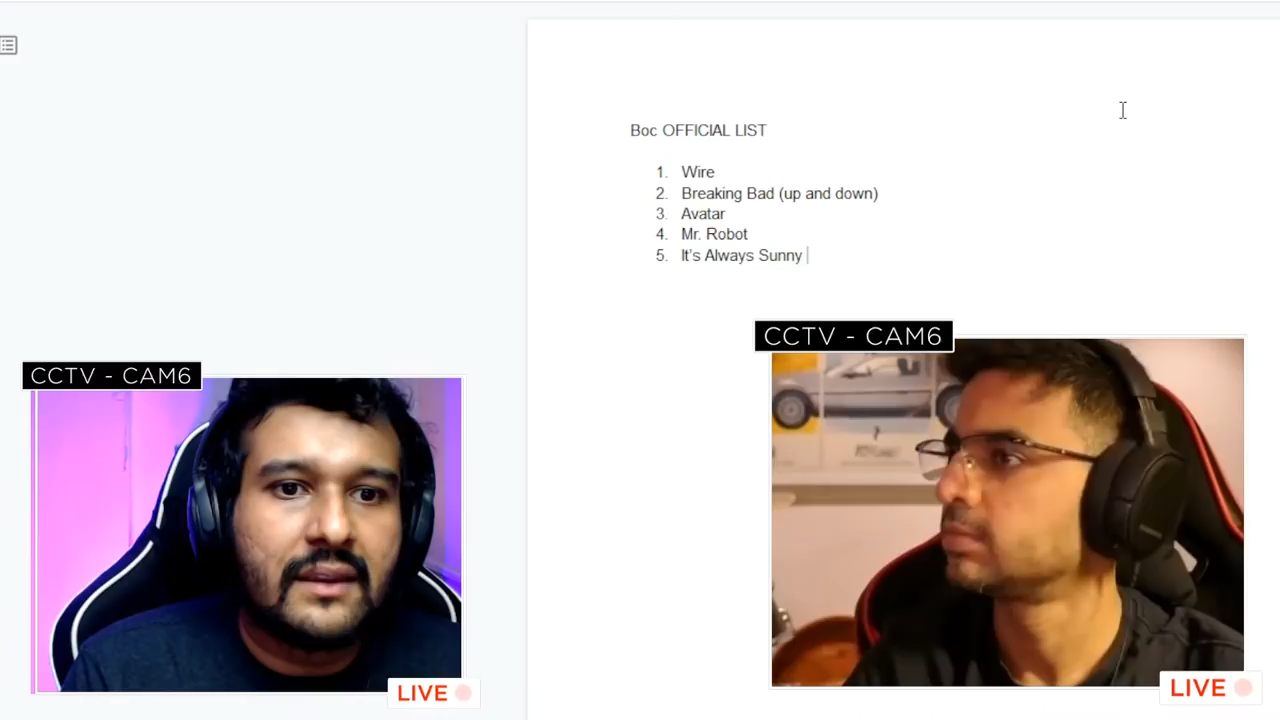 Boc OFFICIAL LIST
1. Wire
2. Breaking Bad (up and down)
3. Avatar
4. Mr. Robot
5. It's Always Sunny
CCTV - CAM6
CCTV - CAM6
LIVE
LIVE